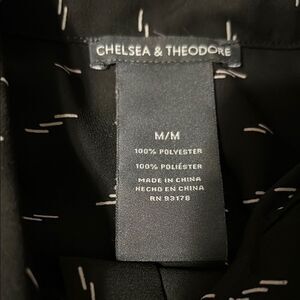 CHELSEA & THEODORE
M/M
100% POLYESTER
100% POLIÉSTER
MADE IN CHINA
HECHO EN CHINA
RN 93178